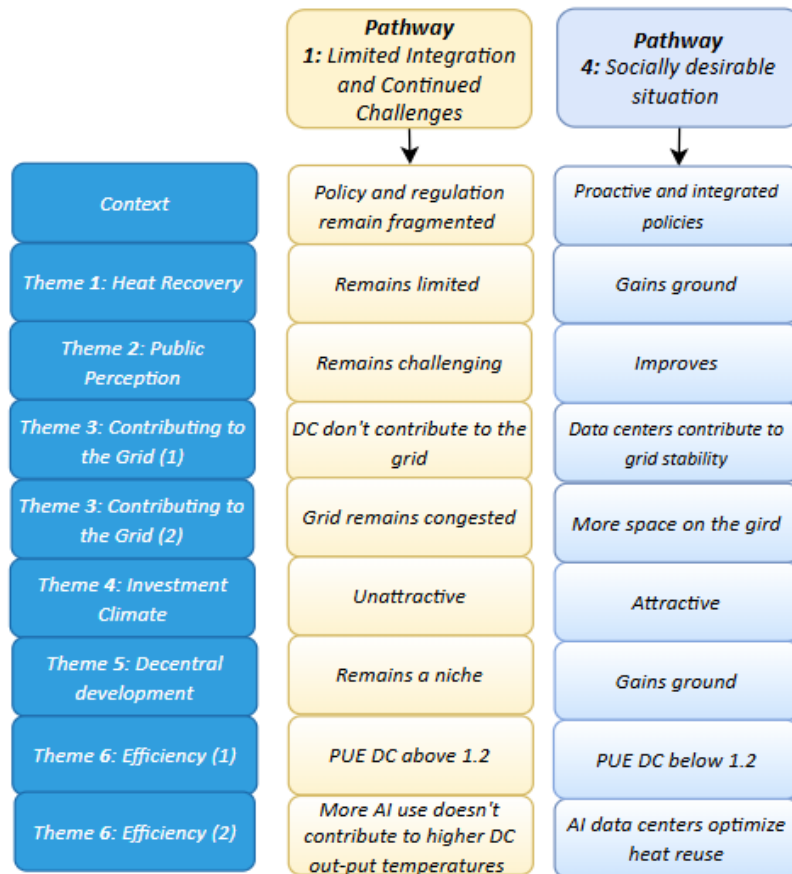 Pathway
1: Limited Integration
and Continued
Challenges
Pathway
4: Socially desirable
situation
Context
Policy and regulation
remain fragmented
Proactive and integrated
policies
Theme 1: Heat Recovery
Remains limited
Gains ground
Theme 2: Public
Perception
Remains challenging
Improves
Theme 3: Contributing to
the Grid (1)
DC don't contribute to the
grid
Data centers contribute to
grid stability
Theme 3: Contributing to
the Grid (2)
Grid remains congested
More space on the gird
Theme 4: Investment
Climate
Unattractive
Attractive
Theme 5: Decentral
development
Remains a niche
Gains ground
Theme 6: Efficiency (1)
PUE DC above 1.2
PUE DC below 1.2
Theme 6: Efficiency (2)
More AI use doesn't
contribute to higher DC
out-put temperatures
AI data centers optimize
heat reuse